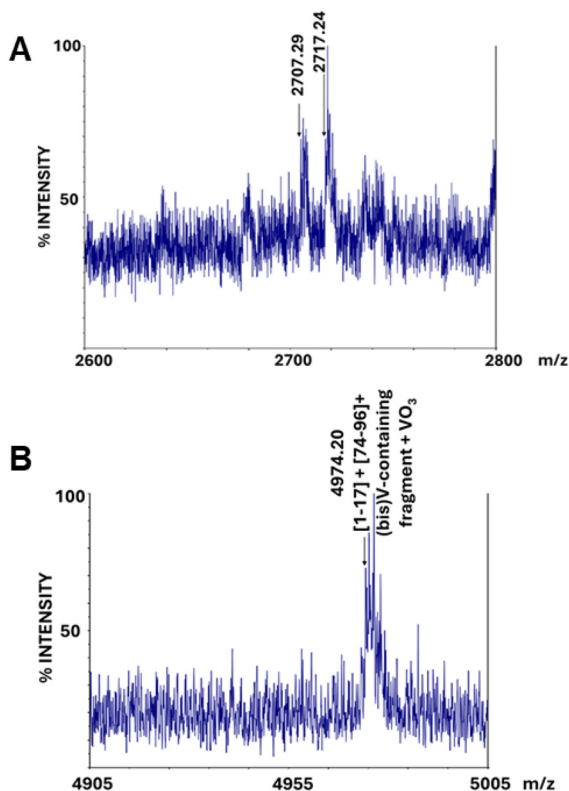 A
100
2707.29
2717.24
% INTENSITY
50
2600
2700
2800
m/z
B
4974.20
[1-17] + [74-96]+
(bis)V-containing
fragment + VO3
100
% INTENSITY
50
4905
4955
5005
m/z